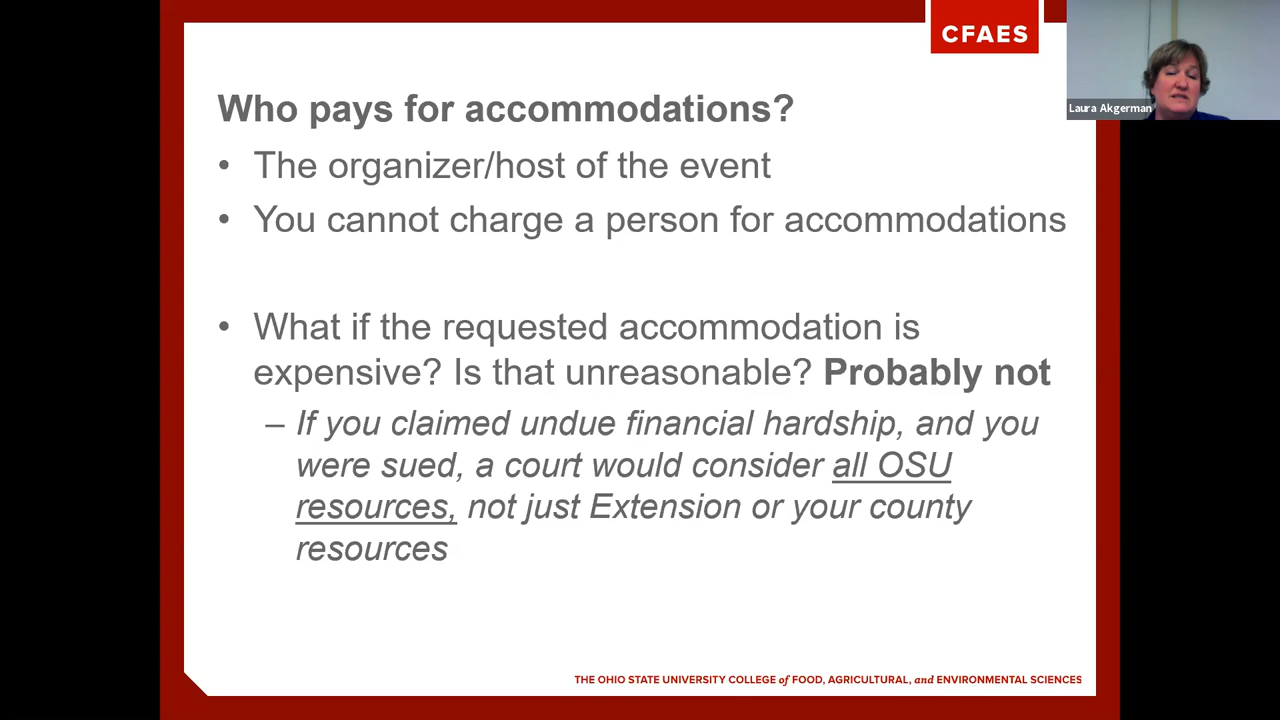 CFAES
Laura Akgerman
Who pays for accommodations?
• The organizer/host of the event
• You cannot charge a person for accommodations
• What if the requested accommodation is
expensive? Is that unreasonable? Probably not
– If you claimed undue financial hardship, and you
were sued, a court would consider all OSU
resources, not just Extension or your county
resources
THE OHIO STATE UNIVERSITY COLLEGE of FOOD, AGRICULTURAL, and ENVIRONMENTAL SCIENCES